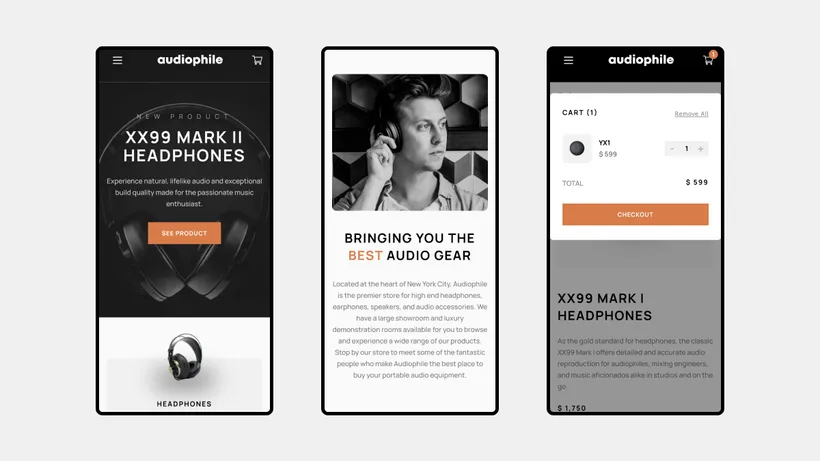 audiophile
NEW PRODUCT
XX99 MARK II
HEADPHONES
Experience natural, lifelike audio and exceptional
build quality made for the passionate music
enthusiast.
SEE PRODUCT
HEADPHONES
BRINGING YOU THE
BEST AUDIO GEAR
Located at the heart of New York City, Audiophile
is the premier store for high end headphones,
earphones, speakers, and audio accessories. We
have a large showroom and luxury
demonstration rooms available for you to browse
and experience a wide range of our products.
Stop by our store to meet some of the fantastic
people who make Audiophile the best place to
buy your portable audio equipment.
audiophile
1
CART (1)
Remove All
YX1
$ 599
- 1 +
TOTAL
$ 599
CHECKOUT
XX99 MARK I
HEADPHONES
As the gold standard for headphones, the classic
XX99 Mark I offers detailed and accurate audio
reproduction for audiophiles, mixing engineers,
and music aficionados alike in studios and on the
go.
$ 1,750